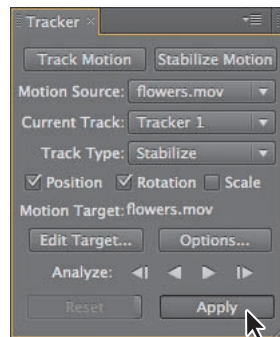 Tracker
Track Motion Stabilize Motion
Motion Source: flowers.mov
Current Track: Tracker 1
Track Type: Stabilize
Position Rotation Scale
Motion Target: flowers.mov
Edit Target... Options...
Analyze:
Reset Apply